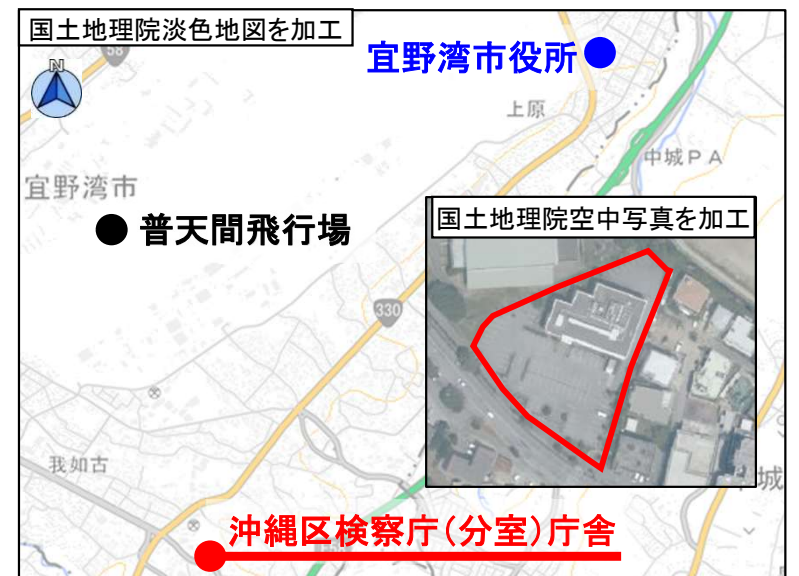 国土地理院淡色地図を加工
58
N
宜野湾市役所
上原
中城PA
宜野湾市
国土地理院空中写真を加工
普天間飛行場
330
我如古
城
沖縄区検察庁(分室)庁舎